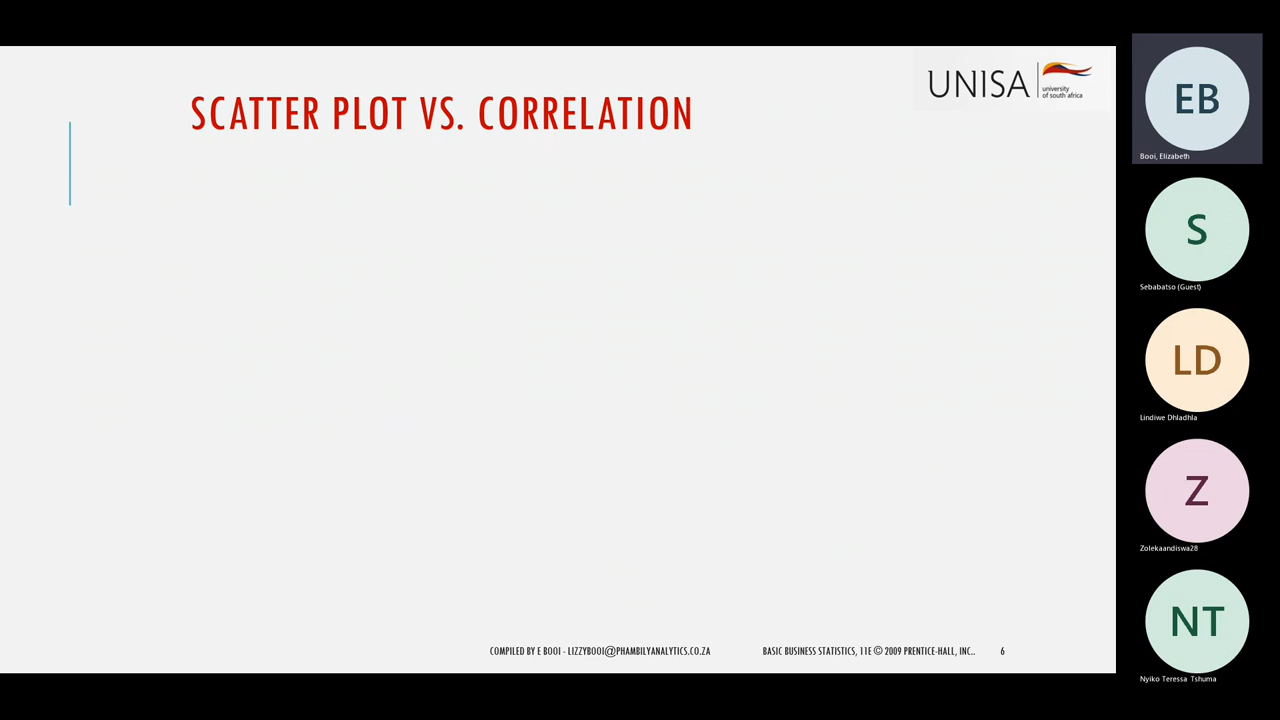 SCATTER PLOT VS. CORRELATION
UNISA
university
of south africa
COMPILED BY E BOOI - LIZZYBOOI@PHAMBILYANALYTICS.CO.ZA
BASIC BUSINESS STATISTICS, 11E © 2009 PRENTICE-HALL, INC..
6
EB
Booi, Elizabeth
S
Sebabatso (Guest)
LD
Lindiwe Dhladhla
Z
Zolekaandiswa28
NT
Nyiko Teressa Tshuma